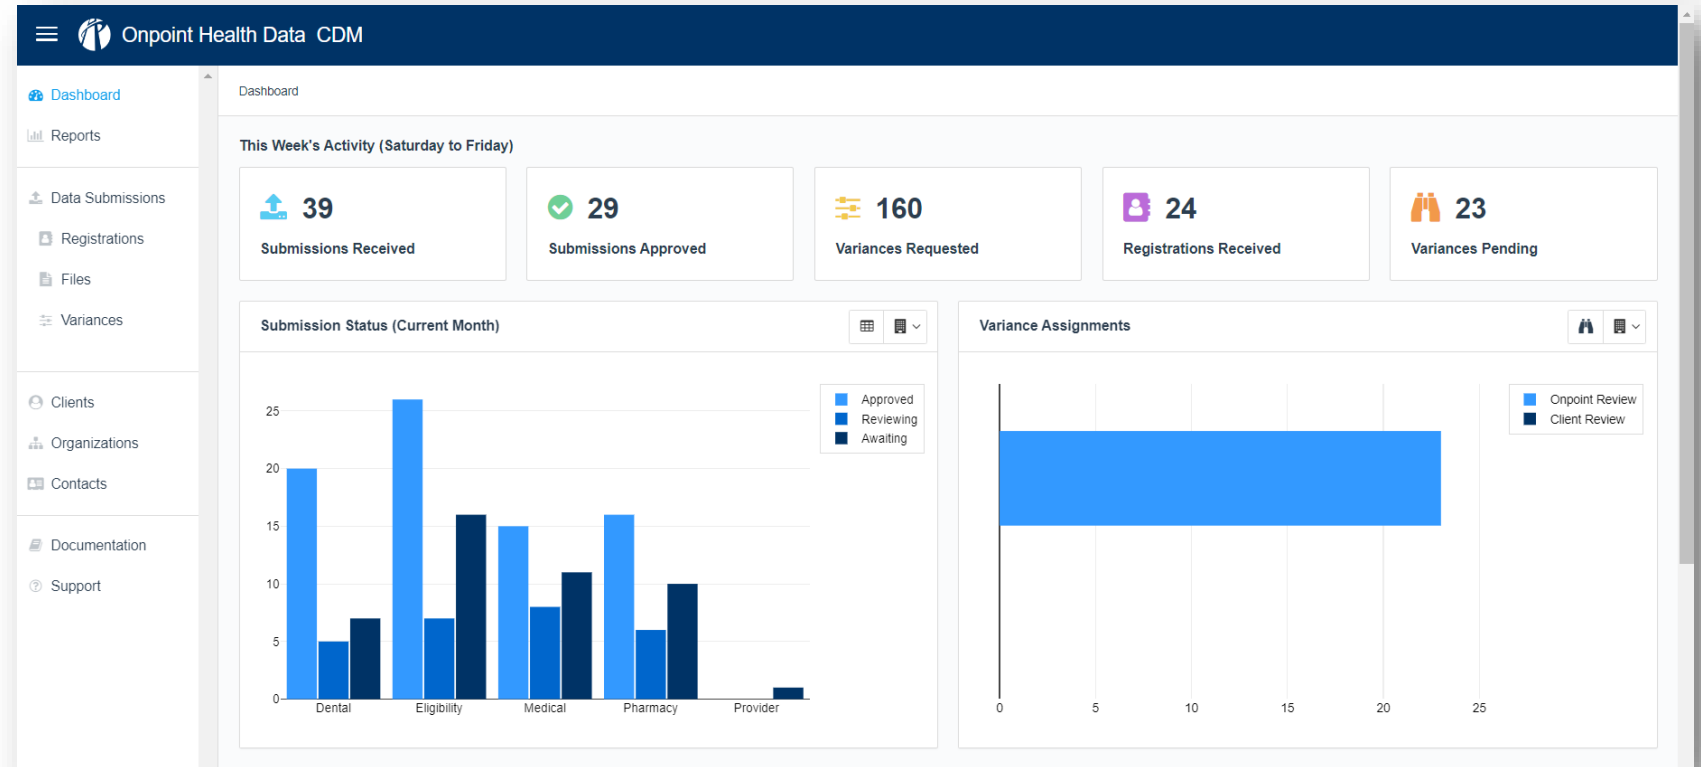 Onpoint Health Data CDM
Dashboard
Reports
Data Submissions
Registrations
Files
Variances
Clients
Organizations
Contacts
Documentation
Support
Dashboard
This Week's Activity (Saturday to Friday)
39
Submissions Received
29
Submissions Approved
160
Variances Requested
24
Registrations Received
23
Variances Pending
Submission Status (Current Month)
25
20
15
10
5
0
Dental Eligibility Medical Pharmacy Provider
Approved
Reviewing
Awaiting
Variance Assignments
Onpoint Review
Client Review
0 5 10 15 20 25